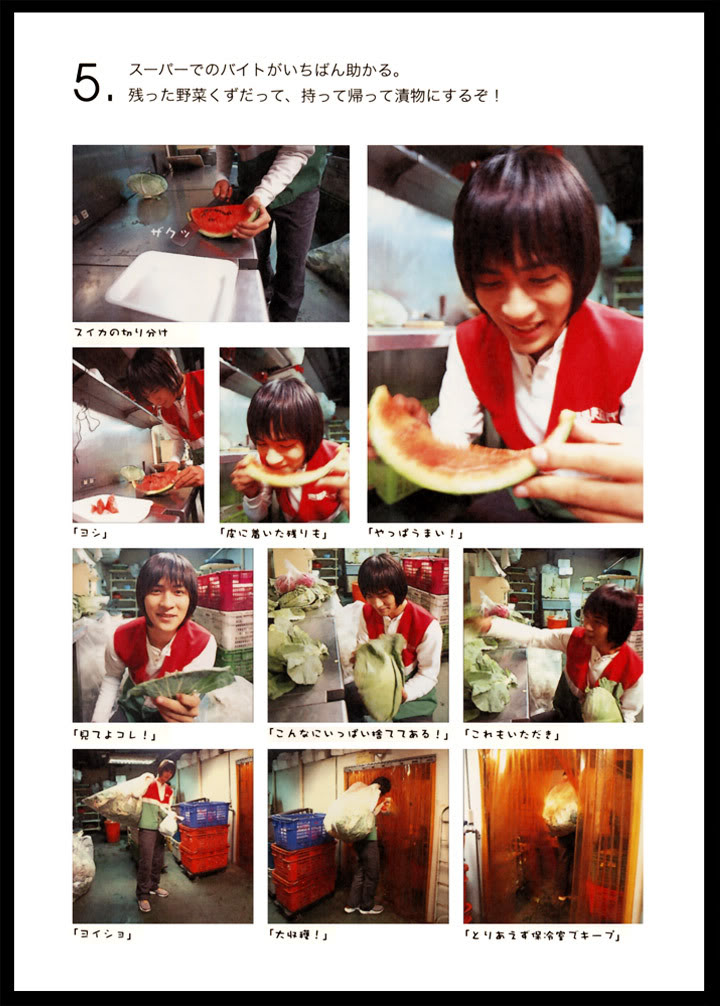 5.
スーパーでのバイトがいちばん助かる。
残った野菜くずだって、持って帰って漬物にするぞ！
ザクッ
スイカの切り分け
「ヨシ」
「皮に着いた残りも」
「やっぱうまい！」
「見てよコレ！」
「こんなにいっぱい捨ててある！」
「これもいただき」
「ヨイショ」
「大収穫！」
「とりあえず保冷室でキープ」